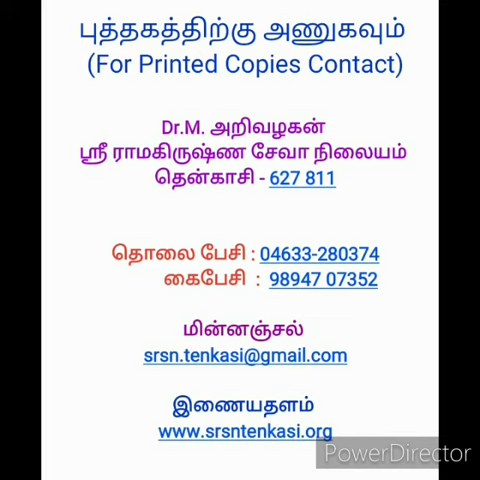 புத்தகத்திற்கு அணுகவும்
(For Printed Copies Contact)
Dr.M. அறிவழகன்
ஸ்ரீ ராமகிருஷ்ண சேவா நிலையம்
தென்காசி - 627 811
தொலை பேசி : 04633-280374
கைபேசி : 98947 07352
மின்னஞ்சல்
srsn.tenkasi@gmail.com
இணையதளம்
www.srsntenkasi.org
PowerDirector